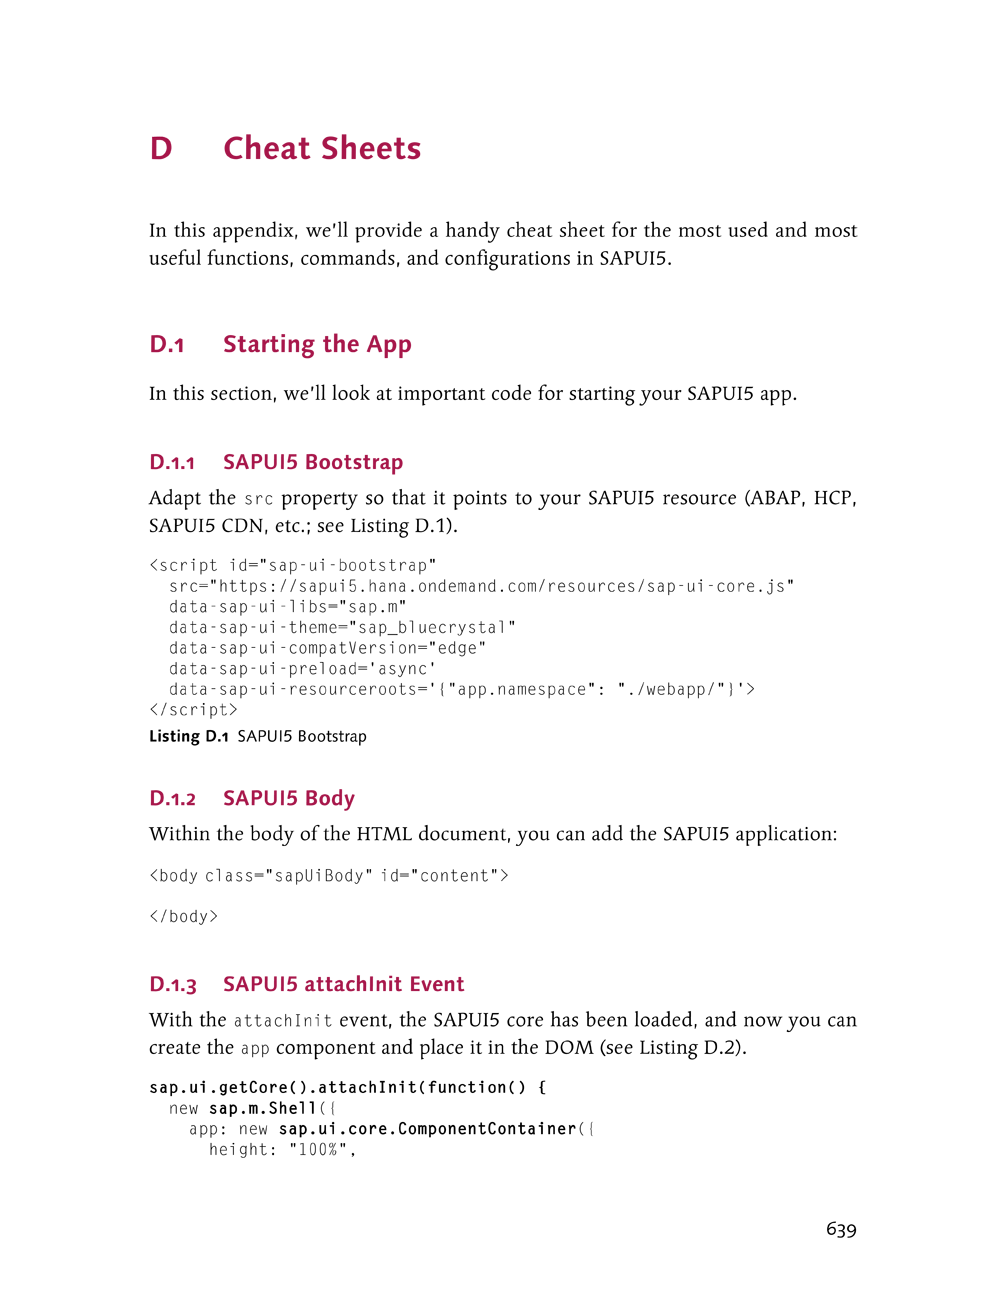 D Cheat Sheets
In this appendix, we'll provide a handy cheat sheet for the most used and most
useful functions, commands, and configurations in SAPUI5.
D.1 Starting the App
In this section, we'll look at important code for starting your SAPUI5 app.
D.1.1 SAPUI5 Bootstrap
Adapt the src property so that it points to your SAPUI5 resource (ABAP, HCP,
SAPUI5 CDN, etc.; see Listing D.1).
<script id="sap-ui-bootstrap"
  src="https://sapui5.hana.ondemand.com/resources/sap-ui-core.js"
  data-sap-ui-libs="sap.m"
  data-sap-ui-theme="sap_bluecrystal"
  data-sap-ui-compatVersion="edge"
  data-sap-ui-preload='async'
  data-sap-ui-resourceroots='{"app.namespace": "./webapp/"}'>
</script>
Listing D.1 SAPUI5 Bootstrap
D.1.2 SAPUI5 Body
Within the body of the HTML document, you can add the SAPUI5 application:
<body class="sapUiBody" id="content">
</body>
D.1.3 SAPUI5 attachInit Event
With the attachInit event, the SAPUI5 core has been loaded, and now you can
create the app component and place it in the DOM (see Listing D.2).
sap.ui.getCore().attachInit(function() {
  new sap.m.Shell({
    app: new sap.ui.core.ComponentContainer({
      height: "100%",
639